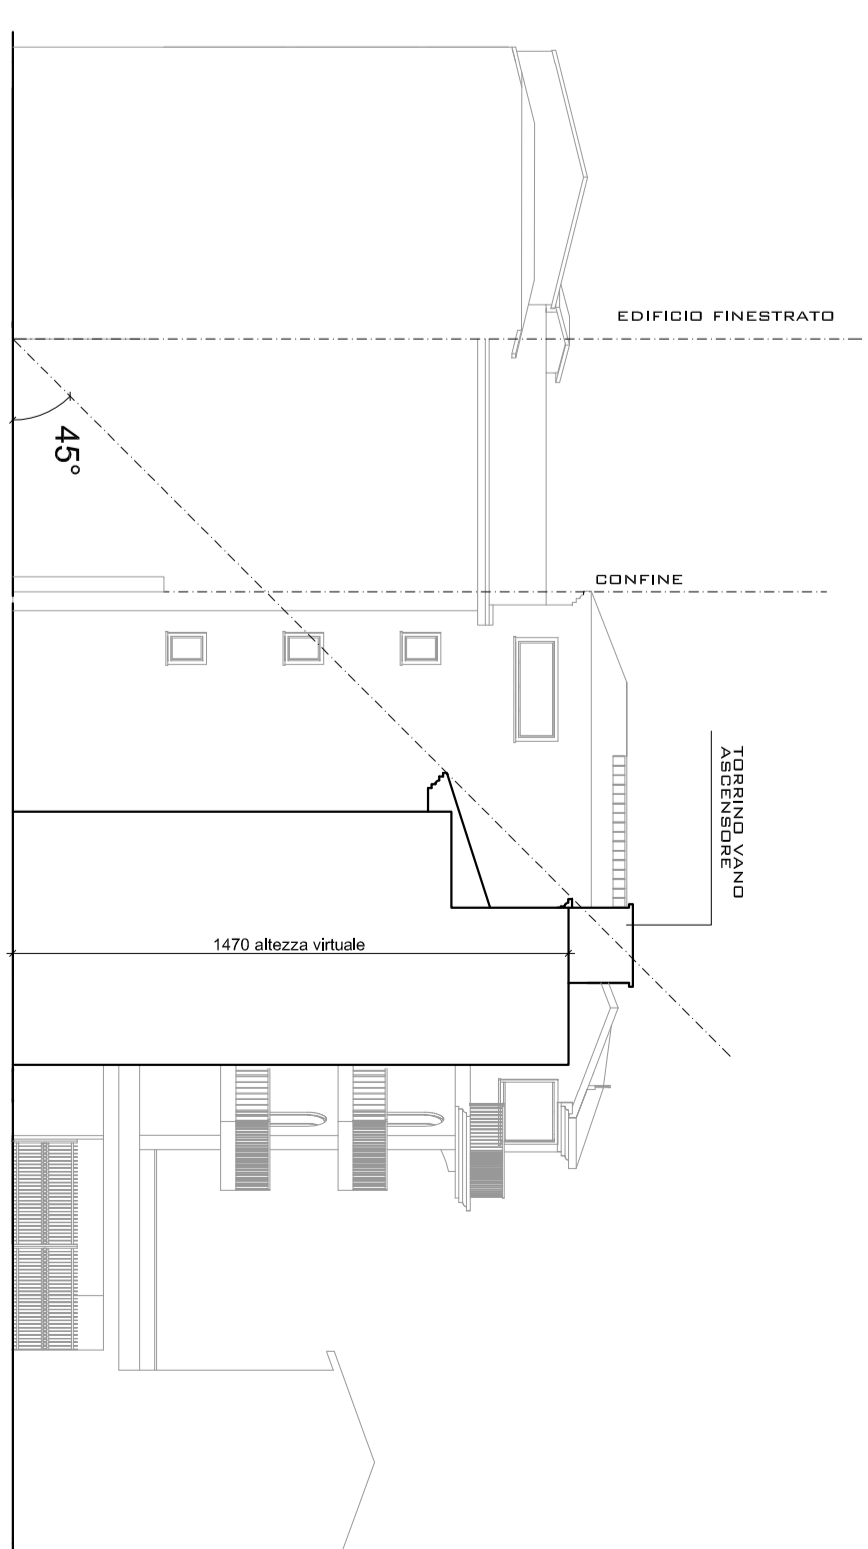 EDIFICIO FINESTRATO
45°
CONFINE
TORRINO VANO
ASCENSORE
1470 altezza virtuale